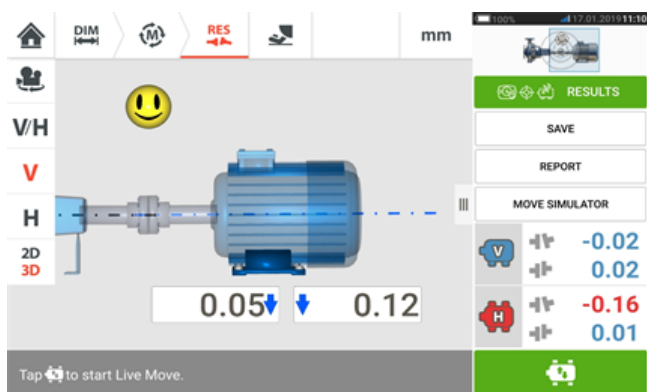 DIM
M
RES
mm
100%
17.01.2019 11:10
RESULTS
V/H
V
H
2D
3D
SAVE
REPORT
MOVE SIMULATOR
V
-0.02
0.02
H
-0.16
0.01
0.05
0.12
Tap to start Live Move.